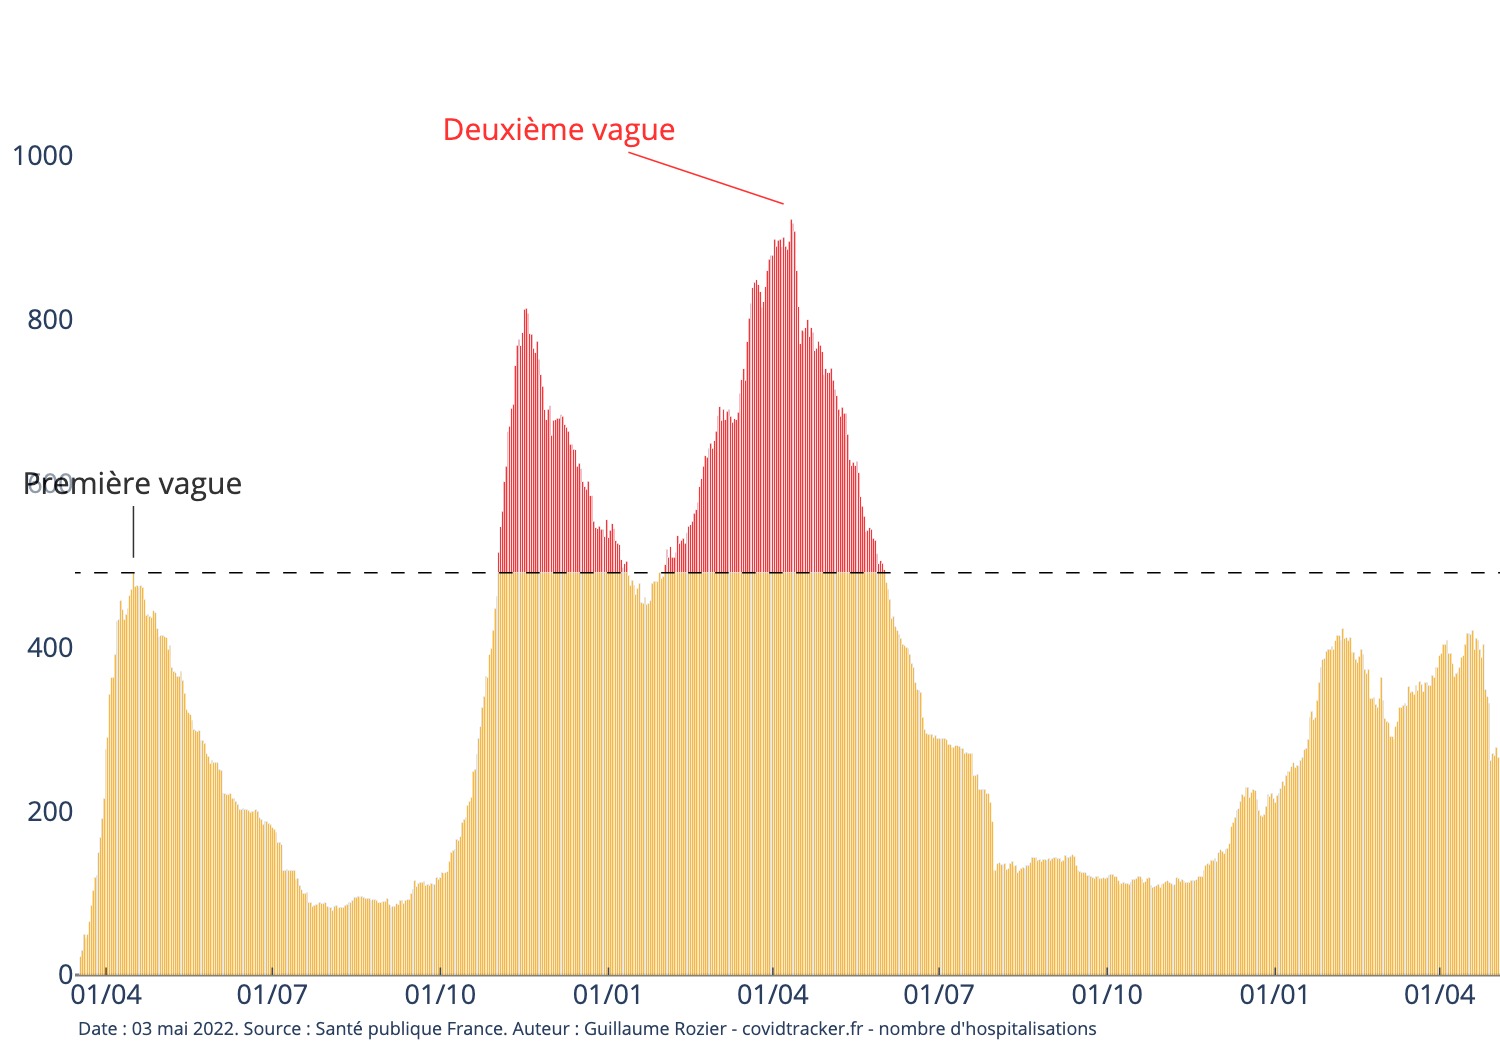 Deuxième vague
1000
800
600
Première vague
400
200
0
01/04 01/07 01/10 01/01 01/04 01/07 01/10 01/01 01/04
Date : 03 mai 2022. Source : Santé publique France. Auteur : Guillaume Rozier - covidtracker.fr - nombre d'hospitalisations